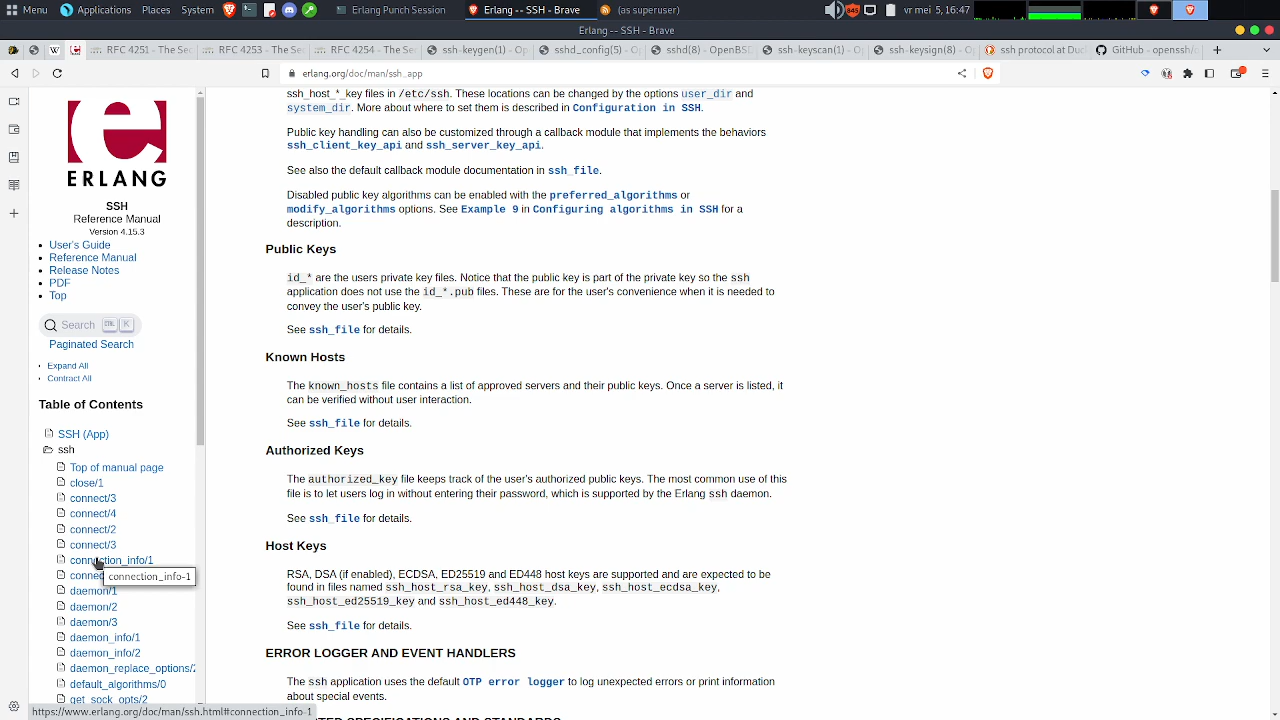 Menu Applications Places System Erlang Punch Session Erlang -- SSH - Brave (as superuser) 845 vr mei 5, 16:47
Erlang -- SSH - Brave
RFC 4251 - The Sec RFC 4253 - The Sec RFC 4254 - The Sec ssh-keygen(1) - Op sshd_config(5) - Op sshd(8) - OpenBSD ssh-keyscan(1) - Op ssh-keysign(8) - Op ssh protocol at Duck GitHub - openssh/o
erlang.org/doc/man/ssh_app
ERLANG
SSH
Reference Manual
Version 4.15.3
User's Guide
Reference Manual
Release Notes
PDF
Top
Search CTRL K
Paginated Search
Expand All
Contract All
Table of Contents
SSH (App)
ssh
Top of manual page
close/1
connect/3
connect/4
connect/2
connect/3
connection_info/1
connec
connection_info-1
daemon/1
daemon/2
daemon/3
daemon_info/1
daemon_info/2
daemon_replace_options/2
default_algorithms/0
get_sock_opts/2
https://www.erlang.org/doc/man/ssh.html#connection_info-1
ssh_host_*_key files in /etc/ssh. These locations can be changed by the options user_dir and
system_dir. More about where to set them is described in Configuration in SSH.
Public key handling can also be customized through a callback module that implements the behaviors
ssh_client_key_api and ssh_server_key_api.
See also the default callback module documentation in ssh_file.
Disabled public key algorithms can be enabled with the preferred_algorithms or
modify_algorithms options. See Example 9 in Configuring algorithms in SSH for a
description.
Public Keys
id_* are the users private key files. Notice that the public key is part of the private key so the ssh
application does not use the id_*.pub files. These are for the user's convenience when it is needed to
convey the user's public key.
See ssh_file for details.
Known Hosts
The known_hosts file contains a list of approved servers and their public keys. Once a server is listed, it
can be verified without user interaction.
See ssh_file for details.
Authorized Keys
The authorized_key file keeps track of the user's authorized public keys. The most common use of this
file is to let users log in without entering their password, which is supported by the Erlang ssh daemon.
See ssh_file for details.
Host Keys
RSA, DSA (if enabled), ECDSA, ED25519 and ED448 host keys are supported and are expected to be
found in files named ssh_host_rsa_key, ssh_host_dsa_key, ssh_host_ecdsa_key,
ssh_host_ed25519_key and ssh_host_ed448_key.
See ssh_file for details.
ERROR LOGGER AND EVENT HANDLERS
The ssh application uses the default OTP error logger to log unexpected errors or print information
about special events.
SUPPORTED SPECIFICATIONS AND STANDARDS